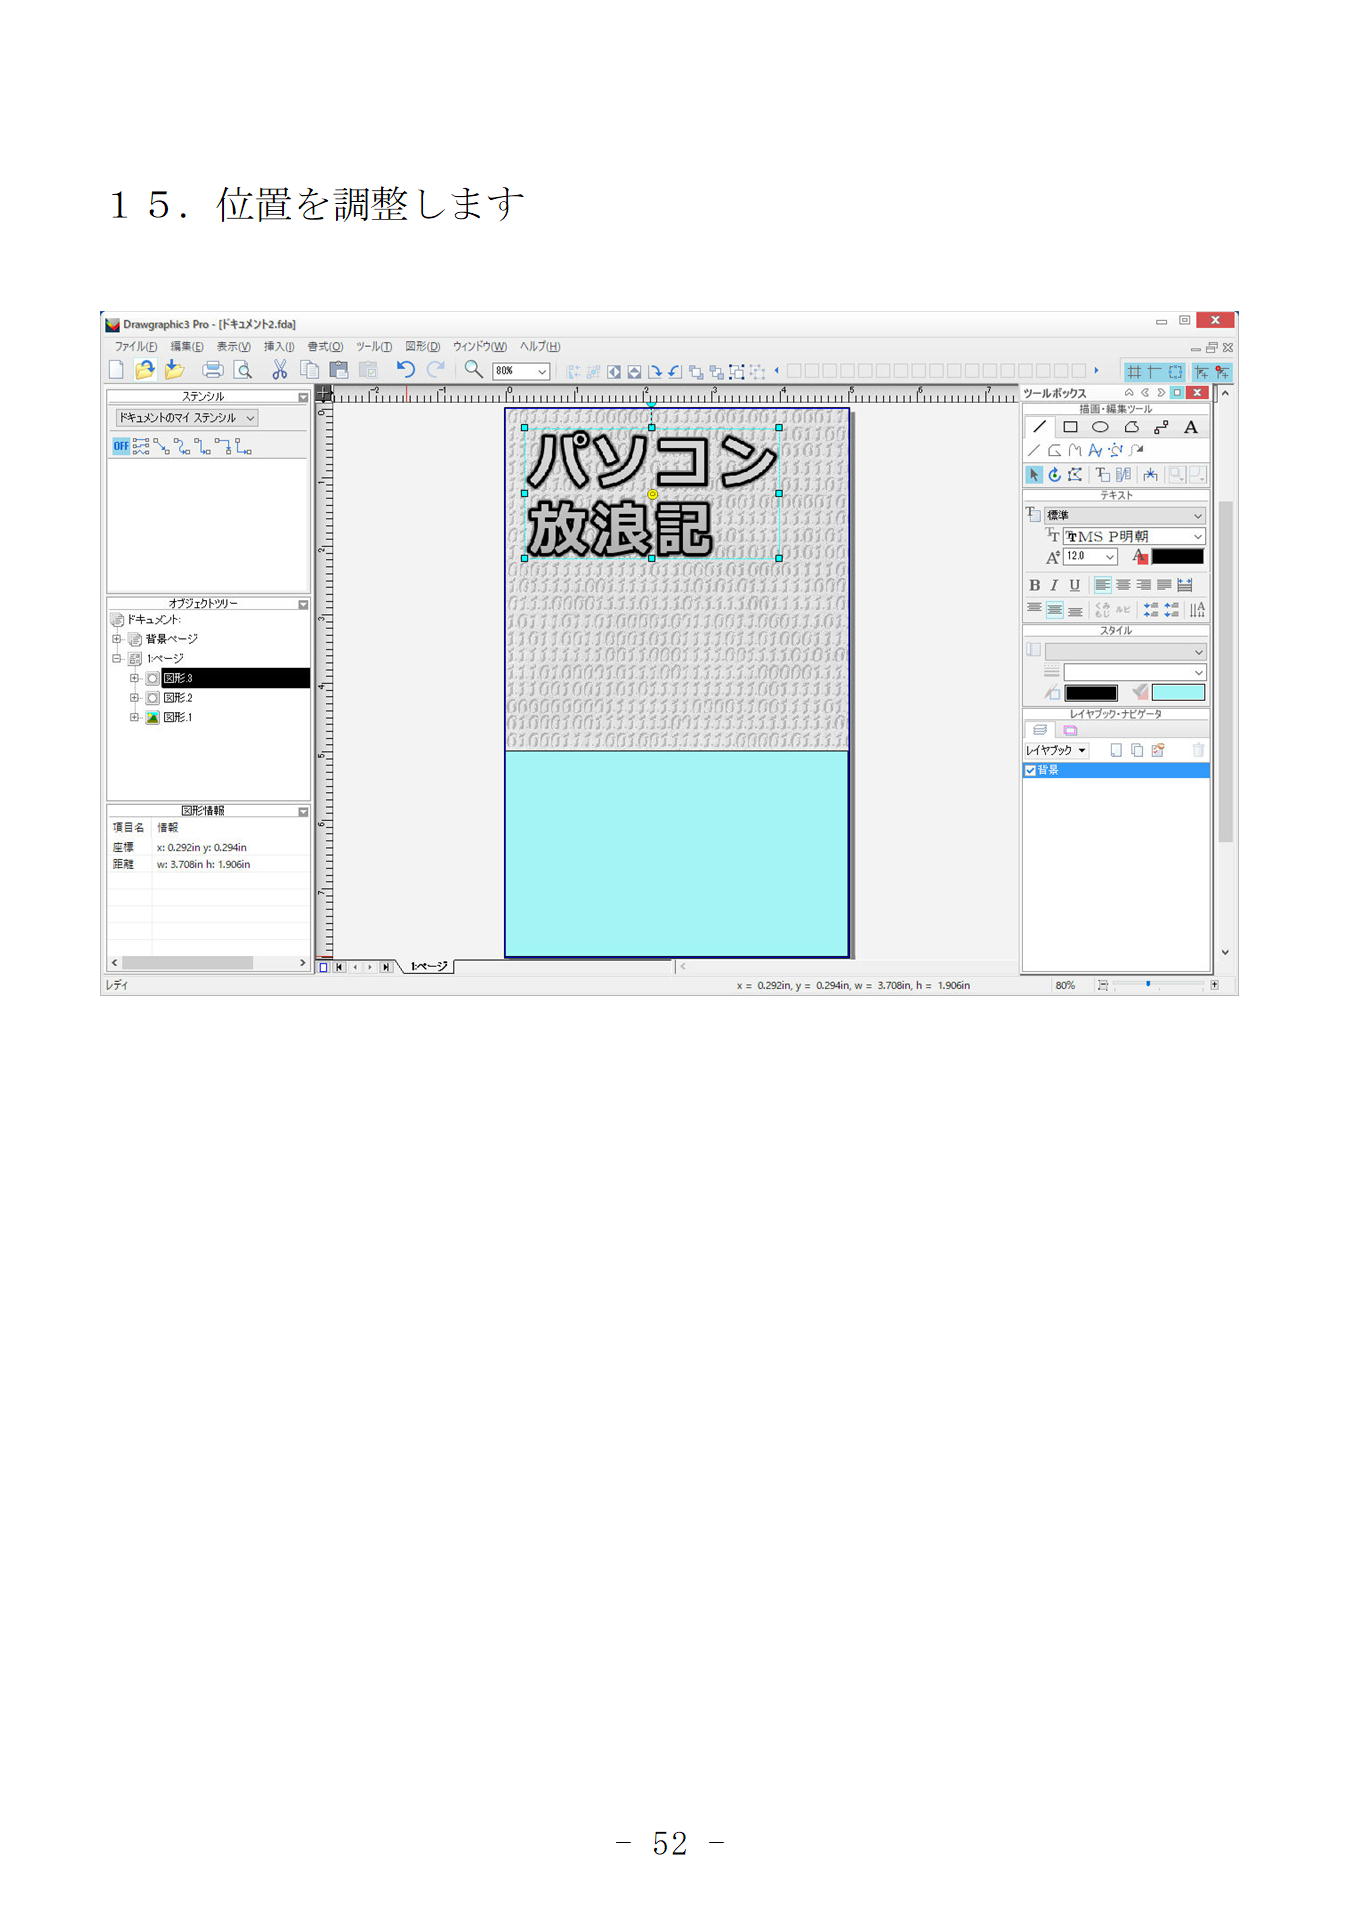 １５．位置を調整します
Drawgraphic3 Pro - [ドキュメント2.fda]
ファイル(F) 編集(E) 表示(V) 挿入(I) 書式(O) ツール(T) 図形(D) ウィンドウ(W) ヘルプ(H)
80%
ステンシル
ドキュメントのマイ ステンシル
OFF
オブジェクトツリー
ドキュメント:
背景ページ
1:ページ
図形.3
図形.2
図形.1
図形情報
項目名 情報
座標 x: 0.292in y: 0.294in
距離 w: 3.708in h: 1.906in
パソコン
放浪記
1:ページ
ツールボックス
描画・編集ツール
テキスト
標準
MS P明朝
12.0
B I U
スタイル
レイヤブック・ナビゲータ
レイヤブック
背景
レディ
x = 0.292in, y = 0.294in, w = 3.708in, h = 1.906in
80%
- 52 -